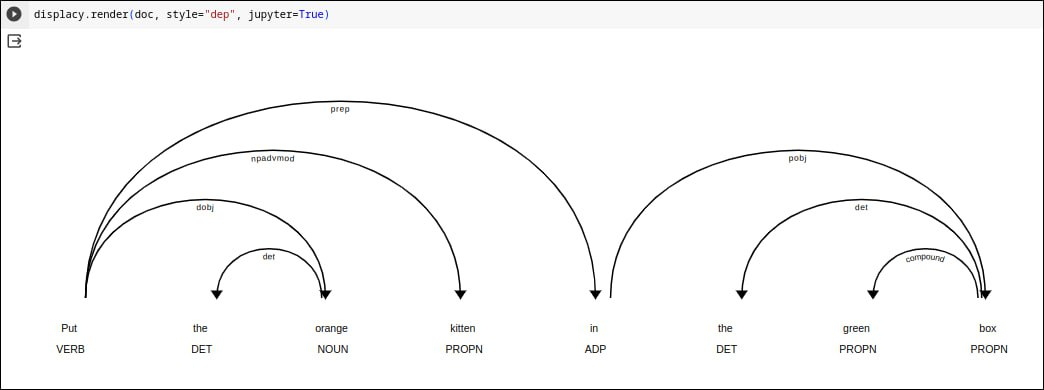 displacy.render(doc, style="dep", jupyter=True)
prep
npadvmod
pobj
dobj
det
det
compound
Put the orange kitten in the green box
VERB DET NOUN PROPN ADP DET PROPN PROPN